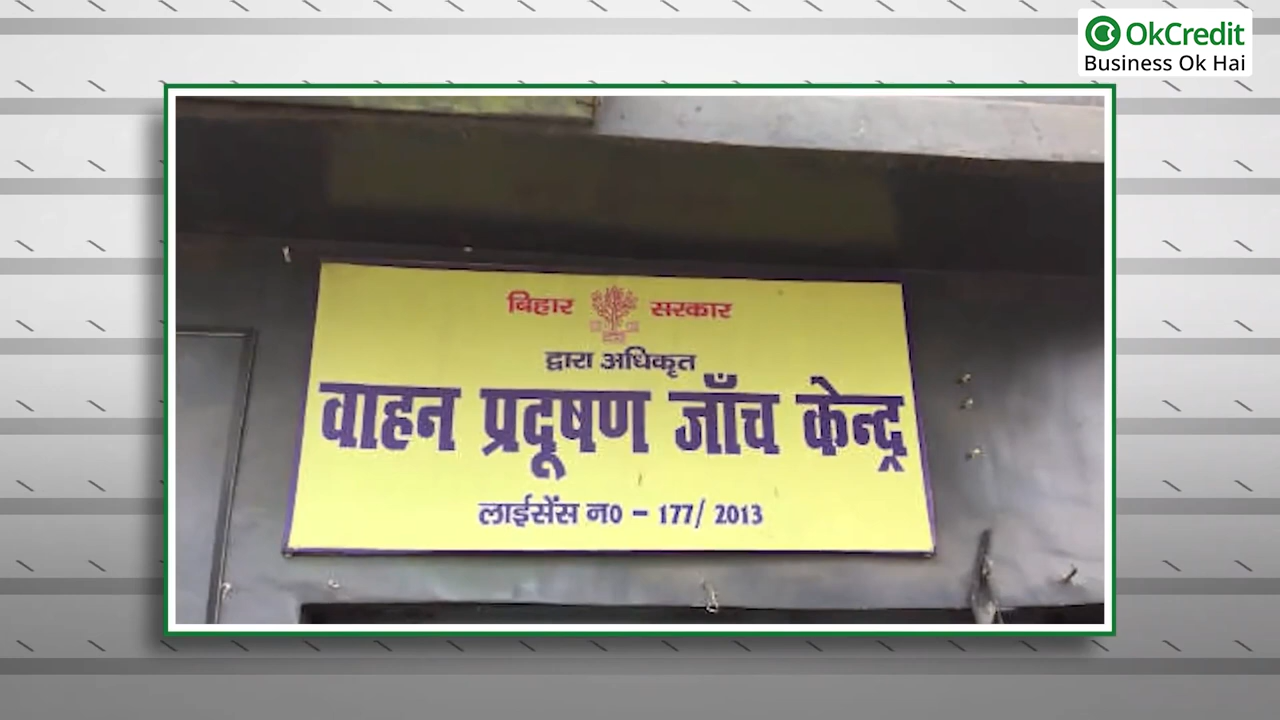 OkCredit
Business Ok Hai
बिहार सरकार
द्वारा अधिकृत
वाहन प्रदूषण जाँच केन्द्र
लाईसेंस न0 - 177/ 2013